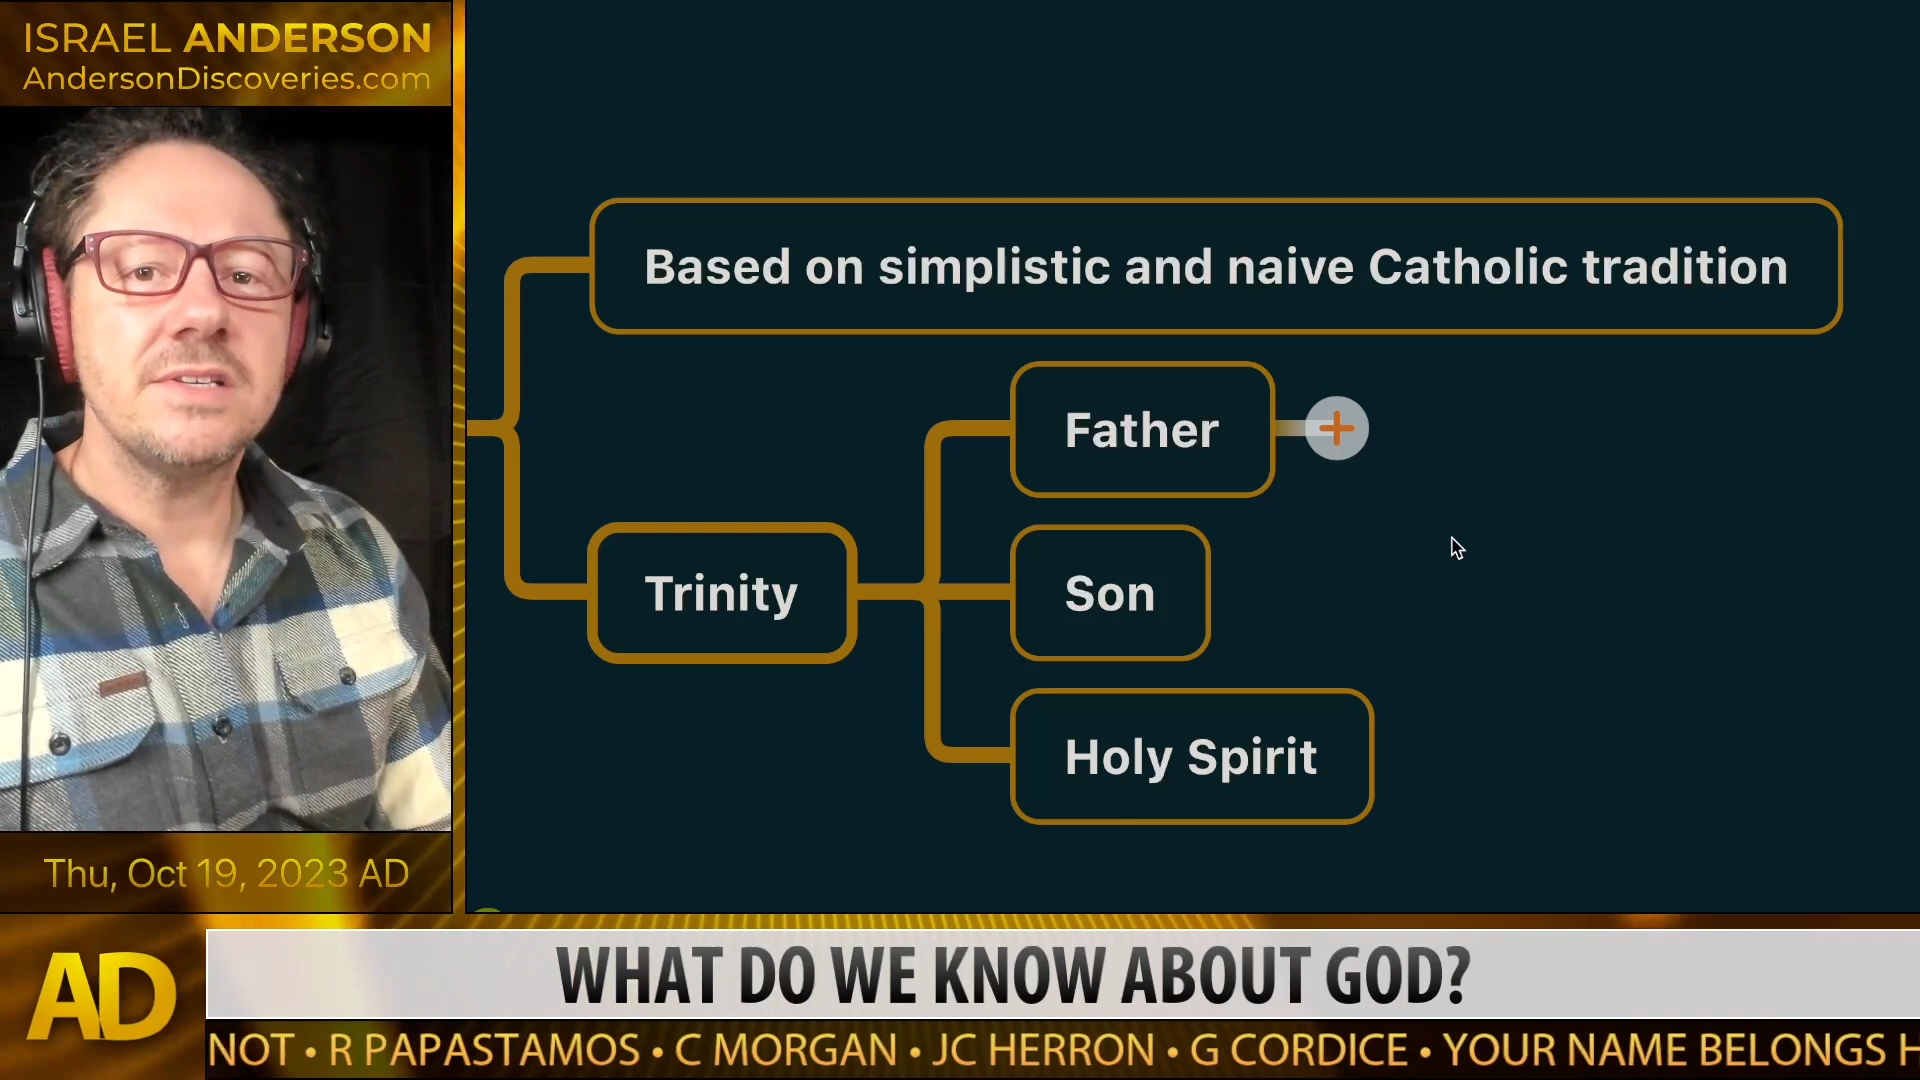 ISRAEL ANDERSON
AndersonDiscoveries.com
Based on simplistic and naive Catholic tradition
Father
Trinity
Son
Holy Spirit
Thu, Oct 19, 2023 AD
AD
WHAT DO WE KNOW ABOUT GOD?
NOT • R PAPASTAMOS • C MORGAN • JC HERRON • G CORDICE • YOUR NAME BELONGS